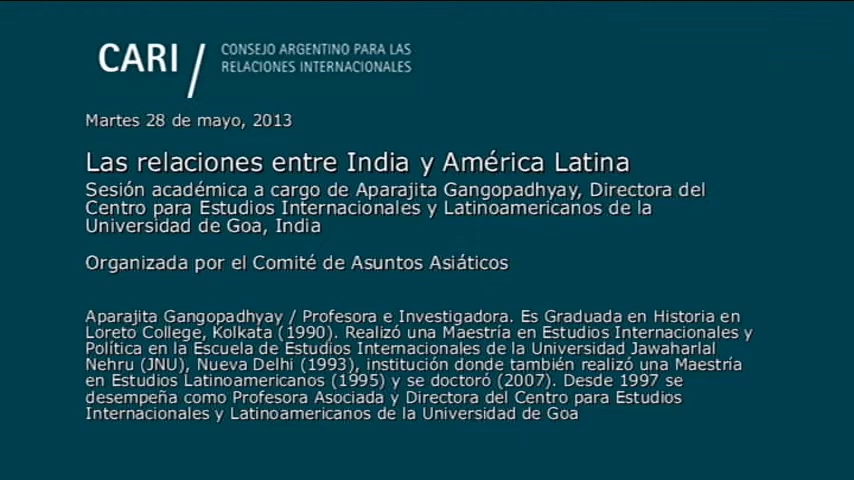 CARI/
CONSEJO ARGENTINO PARA LAS
RELACIONES INTERNACIONALES
Martes 28 de mayo, 2013
Las relaciones entre India y América Latina
Sesión académica a cargo de Aparajita Gangopadhyay, Directora del
Centro para Estudios Internacionales y Latinoamericanos de la
Universidad de Goa, India
Organizada por el Comité de Asuntos Asiáticos
Aparajita Gangopadhyay / Profesora e Investigadora. Es Graduada en Historia en
Loreto College, Kolkata (1990). Realizó una Maestría en Estudios Internacionales y
Política en la Escuela de Estudios Internacionales de la Universidad Jawaharlal
Nehru (JNU), Nueva Delhi (1993), institución donde también realizó una Maestría
en Estudios Latinoamericanos (1995) y se doctoró (2007). Desde 1997 se
desempeña como Profesora Asociada y Directora del Centro para Estudios
Internacionales y Latinoamericanos de la Universidad de Goa